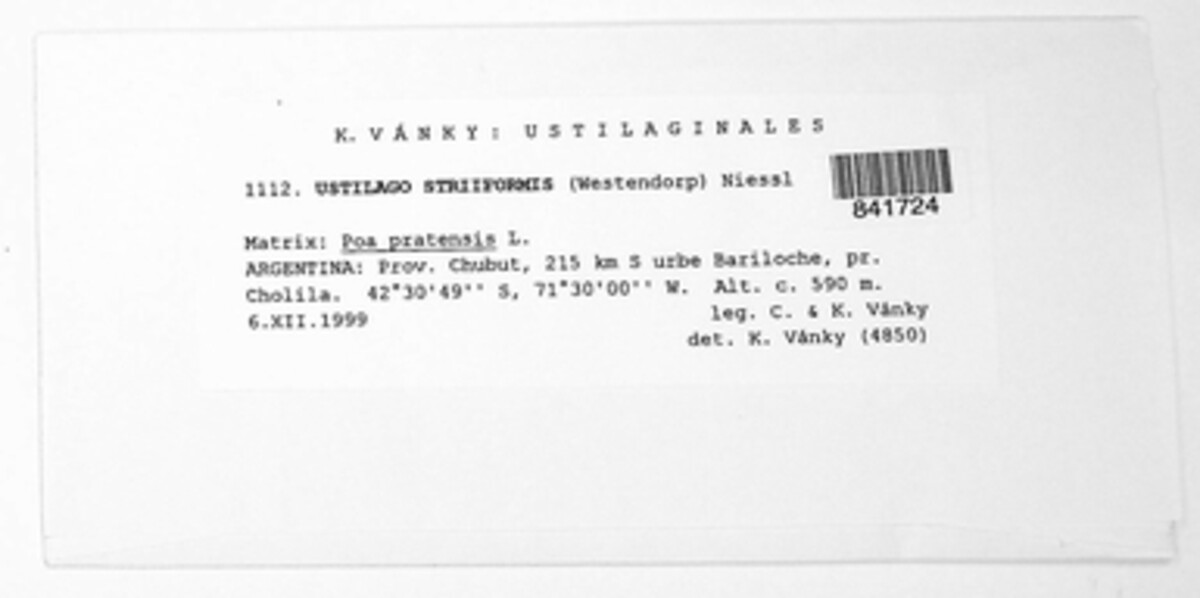 K. VÁNKY: USTILAGINALES
1112. USTILAGO STRIIFORMIS (Westendorp) Niessl
841724
Matrix: Poa pratensis L.
ARGENTINA: Prov. Chubut, 215 km S urbe Bariloche, pr.
Cholila. 42°30'49'' S, 71°30'00'' W. Alt. c. 590 m.
6.XII.1999 leg. C. & K. Vánky
det. K. Vánky (4850)